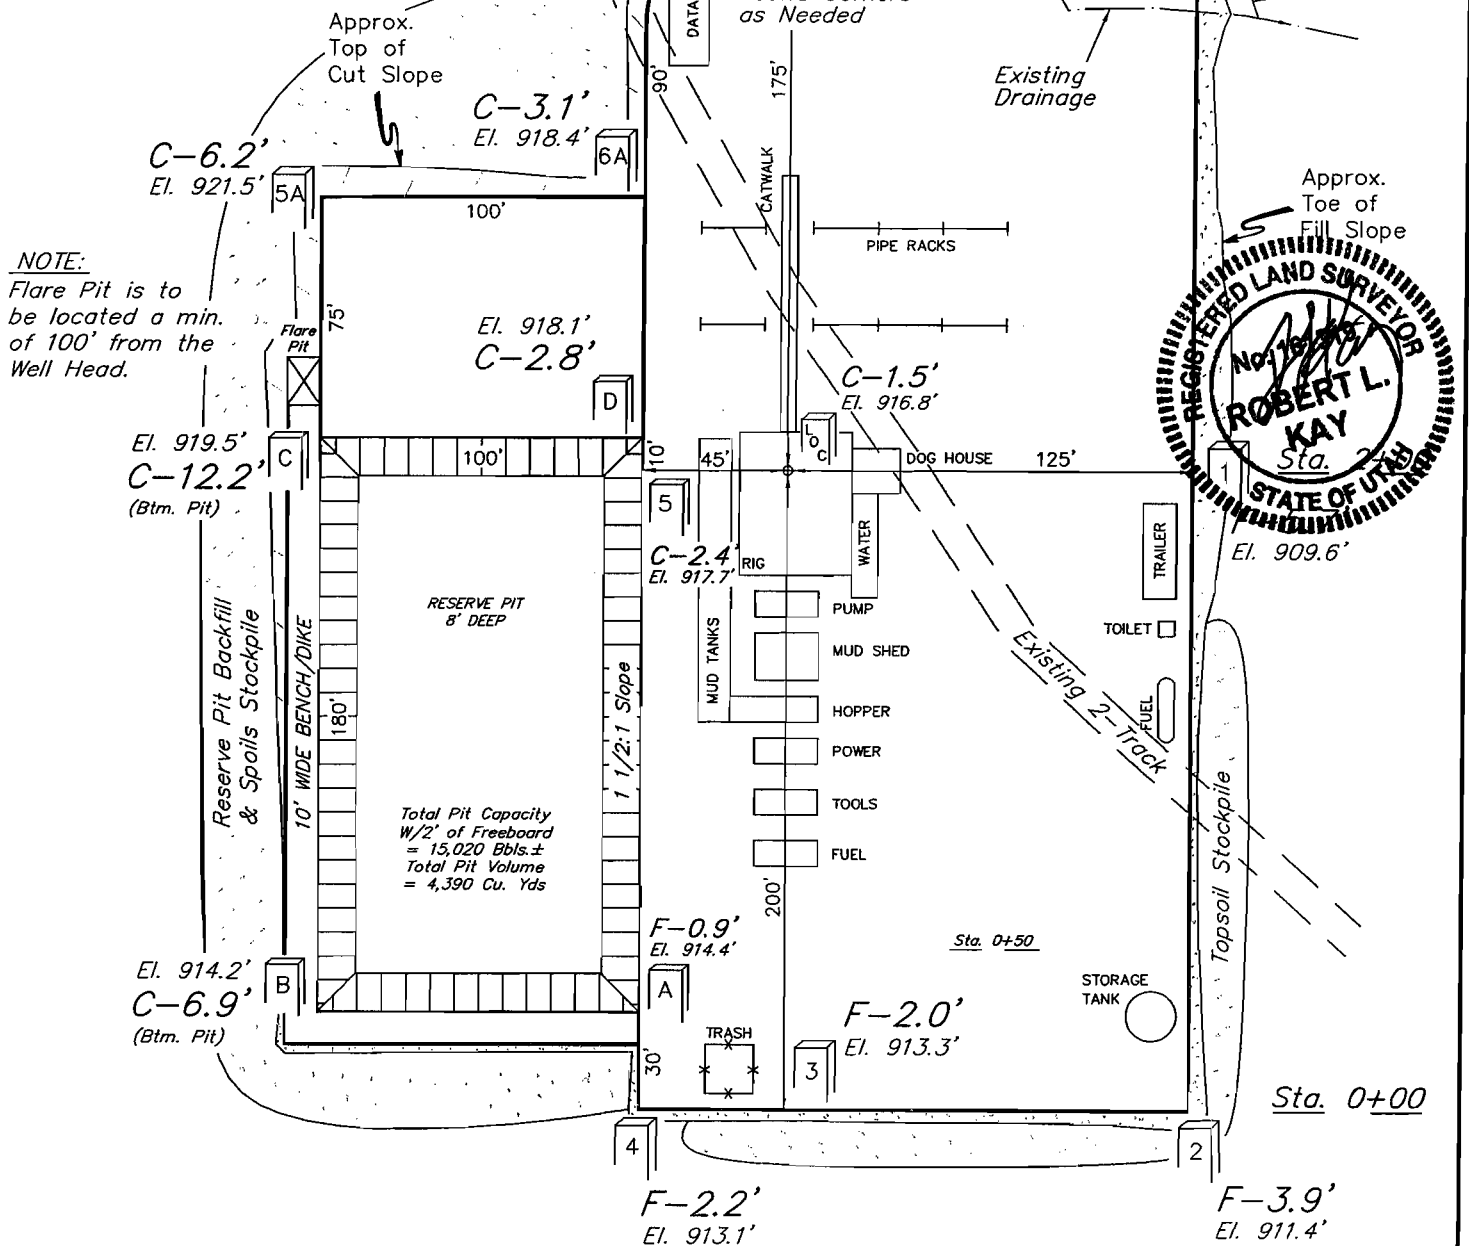 Approx.
Top of
Cut Slope
DATA
as Needed
90'
175'
Existing
Drainage
C-3.1'
El. 918.4'
6A
C-6.2'
El. 921.5'
5A
100'
CATWALK
PIPE RACKS
Approx.
Toe of
Fill Slope
NOTE:
Flare Pit is to
be located a min.
of 100' from the
Well Head.
Flare
Pit
75'
El. 918.1'
C-2.8'
D
C-1.5'
El. 916.8'
LOC
REGISTERED LAND SURVEYOR
No.
ROBERT L.
KAY
STATE OF UTAH
Sta.
1
El. 909.6'
El. 919.5'
C-12.2'
(Btm. Pit)
C
100'
10'
45'
DOG HOUSE
125'
5
C-2.4'
El. 917.7'
RIG
WATER
TRAILER
RESERVE PIT
8' DEEP
PUMP
TOILET
MUD SHED
MUD TANKS
HOPPER
FUEL
Existing 2-Track
POWER
TOOLS
FUEL
Reserve Pit Backfill
& Spoils Stockpile
10' WIDE BENCH/DIKE
180'
1 1/2:1 Slope
Total Pit Capacity
W/2' of Freeboard
= 15,020 Bbls.±
Total Pit Volume
= 4,390 Cu. Yds
200'
Topsoil Stockpile
F-0.9'
El. 914.4'
A
Sta. 0+50
El. 914.2'
C-6.9'
(Btm. Pit)
B
STORAGE
TANK
TRASH
30'
F-2.0'
El. 913.3'
3
Sta. 0+00
4
2
F-2.2'
El. 913.1'
F-3.9'
El. 911.4'